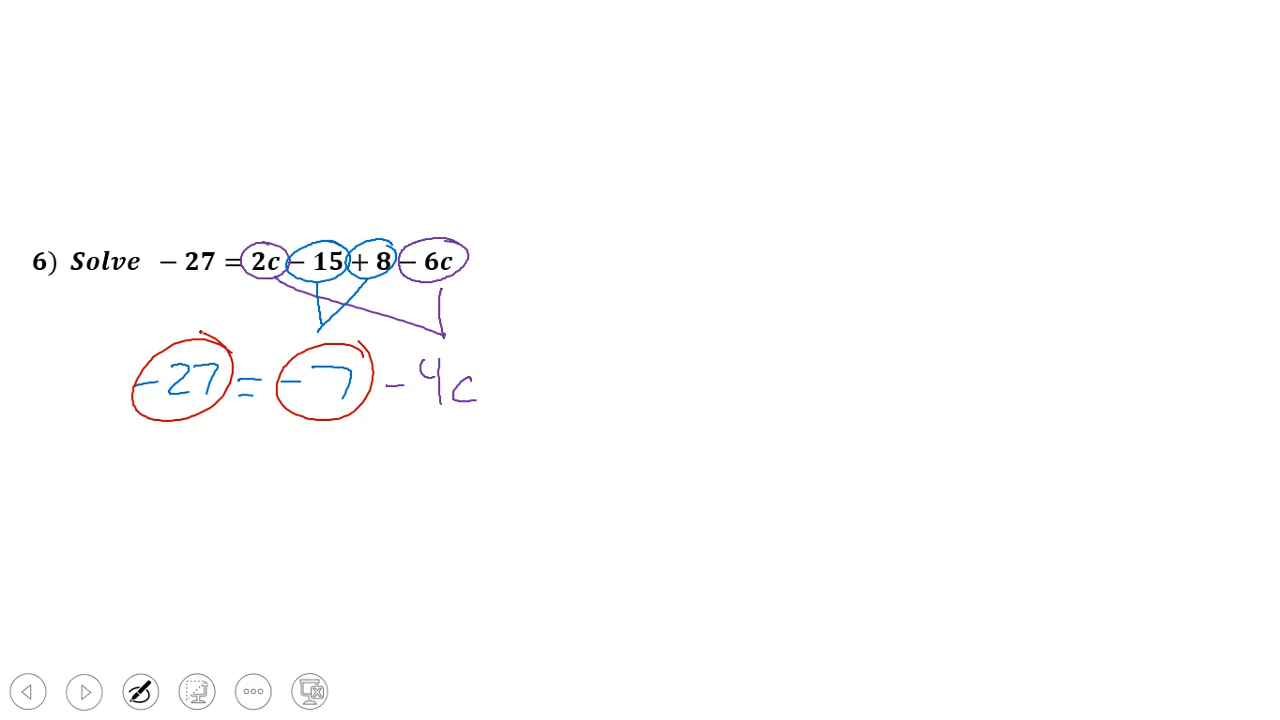 6) Solve −27 = 2c − 15 + 8 − 6c
−27 = −7 − 4c